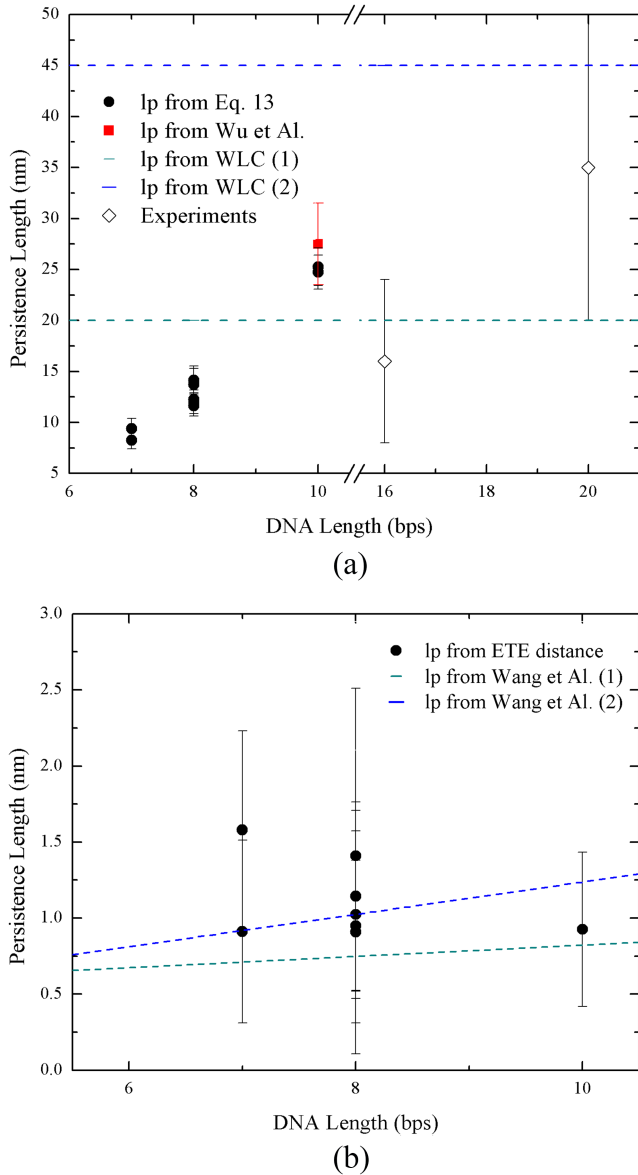 50
45
40
35
30
25
20
15
10
5
Persistence Length (nm)
lp from Eq. 13
lp from Wu et Al.
lp from WLC (1)
lp from WLC (2)
Experiments
6 8 10 16 18 20
DNA Length (bps)
(a)
3.0
2.5
2.0
1.5
1.0
0.5
0.0
Persistence Length (nm)
lp from ETE distance
lp from Wang et Al. (1)
lp from Wang et Al. (2)
6 8 10
DNA Length (bps)
(b)